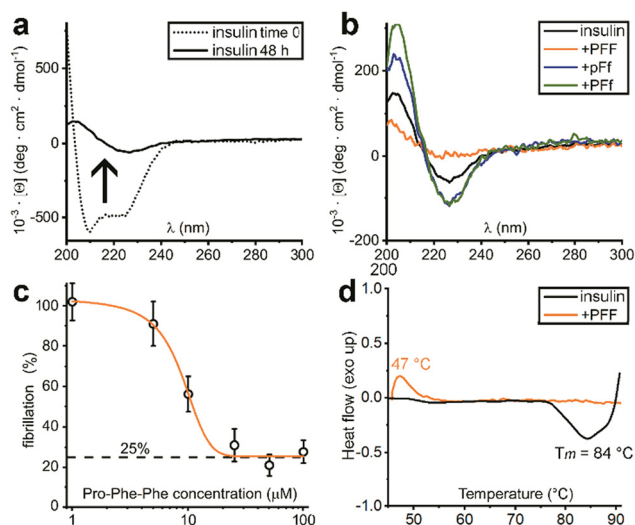 a
insulin time 0
insulin 48 h
10⁻³ · [Θ] (deg · cm² · dmol⁻¹)
500
0
-500
λ (nm)
200 220 240 260 280 300
b
insulin
+PFF
+pFf
+PFf
10⁻³ · [Θ] (deg · cm² · dmol⁻¹)
200
0
-200
λ (nm)
200
200 220 240 260 280 300
c
fibrillation (%)
120
100
80
60
40
20
0
25%
Pro-Phe-Phe concentration (μM)
1 10 100
d
insulin
+PFF
Heat flow (exo up)
1.0
0.5
0.0
-0.5
-1.0
47 °C
Tm = 84 °C
Temperature (°C)
50 60 70 80 90